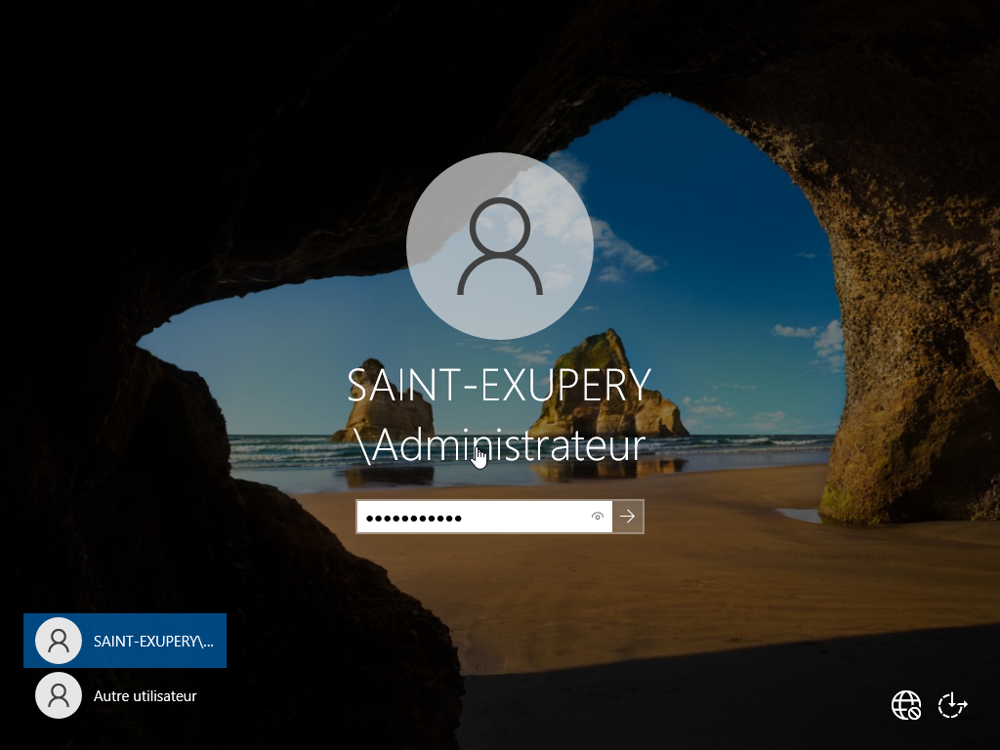 SAINT-EXUPERY
\Administrateur
●●●●●●●●●●●
SAINT-EXUPERY\...
Autre utilisateur